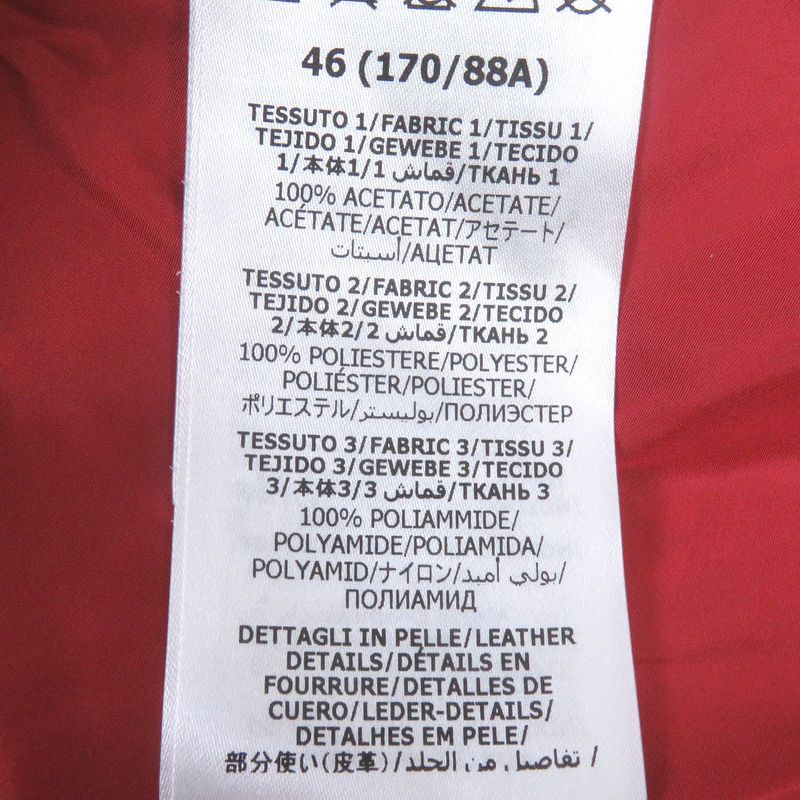 46 (170/88A)
TESSUTO 1/FABRIC 1/TISSU 1/
TEJIDO 1/GEWEBE 1/TECIDO
1/本体1/قماش 1/ТКАНЬ 1
100% ACETATO/ACETATE/
ACÉTATE/ACETAT/アセテート/
أسيتات/АЦЕТАТ
TESSUTO 2/FABRIC 2/TISSU 2/
TEJIDO 2/GEWEBE 2/TECIDO
2/本体2/قماش 2/ТКАНЬ 2
100% POLIESTERE/POLYESTER/
POLIÉSTER/POLIESTER/
ポリエステル/بوليستر/ПОЛИЭСТЕР
TESSUTO 3/FABRIC 3/TISSU 3/
TEJIDO 3/GEWEBE 3/TECIDO
3/本体3/قماش 3/ТКАНЬ 3
100% POLIAMMIDE/
POLYAMIDE/POLIAMIDA/
POLYAMID/ナイロン/بولي أميد/
ПОЛИАМИД
DETTAGLI IN PELLE/LEATHER
DETAILS/DÉTAILS EN
FOURRURE/DETALLES DE
CUERO/LEDER-DETAILS/
DETALHES EM PELE/
部分使い(皮革)/تفاصيل من الجلد/